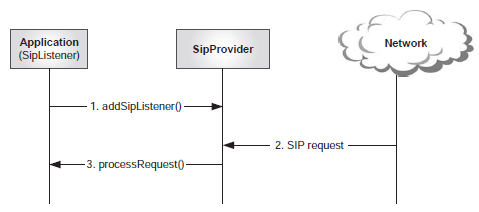 Application
(SipListener)
SipProvider
Network
1. addSipListener()
2. SIP request
3. processRequest()